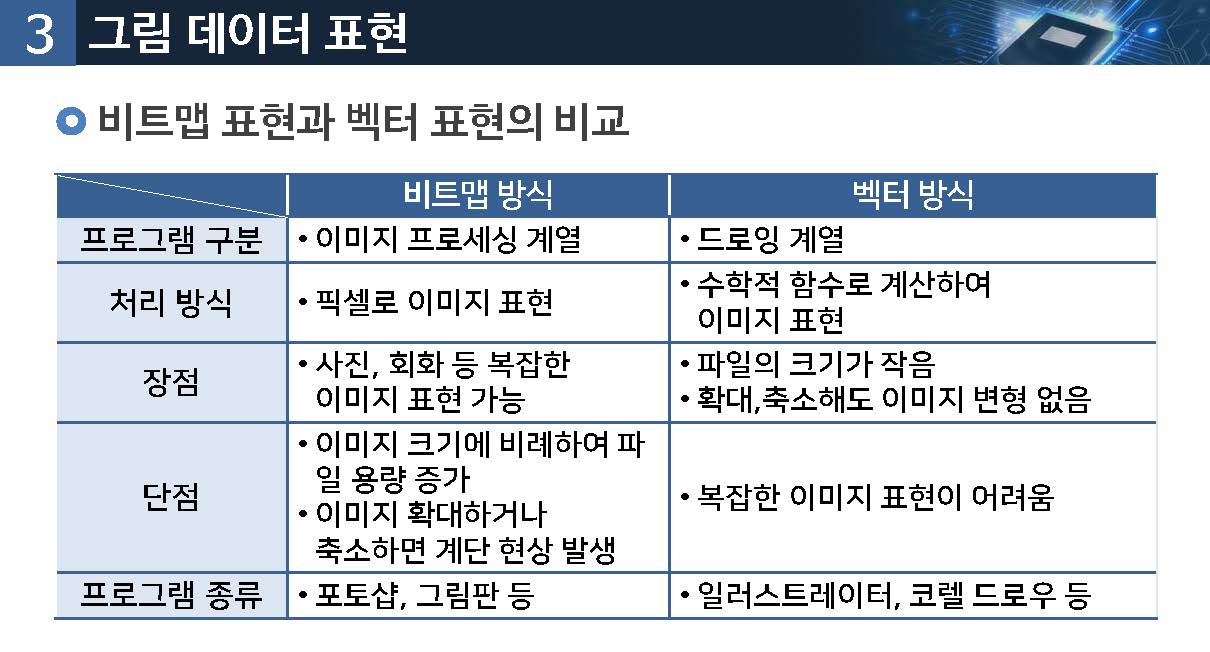 3 그림 데이터 표현
비트맵 표현과 벡터 표현의 비교
비트맵 방식 벡터 방식
프로그램 구분 • 이미지 프로세싱 계열 • 드로잉 계열
처리 방식 • 픽셀로 이미지 표현 • 수학적 함수로 계산하여
이미지 표현
장점 • 사진, 회화 등 복잡한
이미지 표현 가능
• 파일의 크기가 작음
• 확대,축소해도 이미지 변형 없음
단점 • 이미지 크기에 비례하여 파
일 용량 증가
• 이미지 확대하거나
축소하면 계단 현상 발생
• 복잡한 이미지 표현이 어려움
프로그램 종류 • 포토샵, 그림판 등 • 일러스트레이터, 코렐 드로우 등